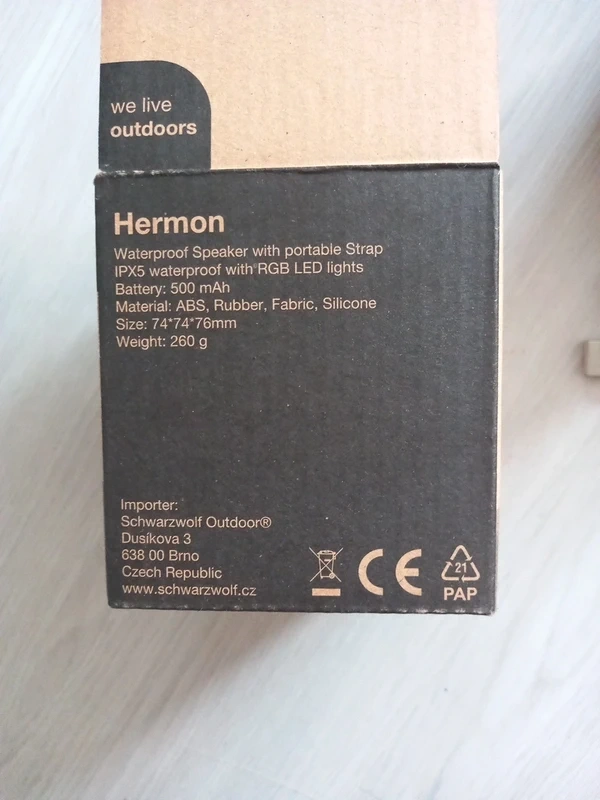 we live
outdoors
Hermon
Waterproof Speaker with portable Strap
IPX5 waterproof with RGB LED lights
Battery: 500 mAh
Material: ABS, Rubber, Fabric, Silicone
Size: 74*74*76mm
Weight: 260 g
Importer:
Schwarzwolf Outdoor®
Dusíkova 3
638 00 Brno
Czech Republic
www.schwarzwolf.cz
CE
21
PAP